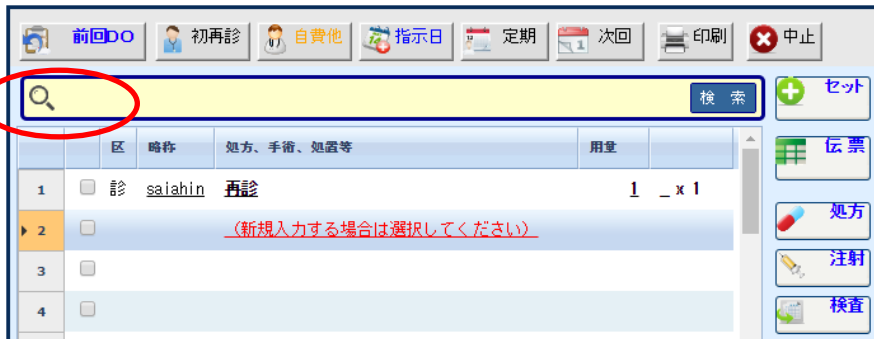 前回DO 初再診 自費他 指示日 定期 次回 印刷 中止
検 索 セット
区 略称 処方、手術、処置等 用量 伝票
1 診 saiahin 再診 1 _ x 1
2 （新規入力する場合は選択してください） 処方
3 注射
4 検査